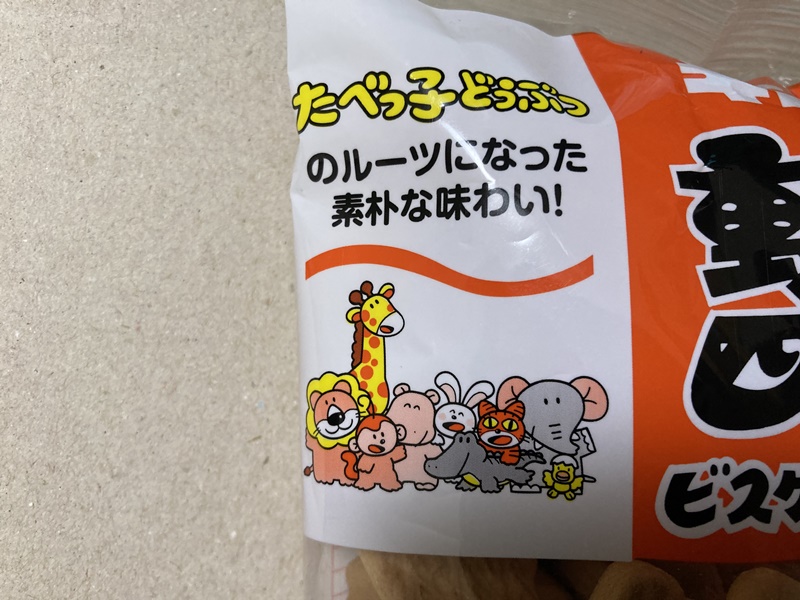 たべっ子どうぶつ
のルーツになった
素朴な味わい!
ビスケ